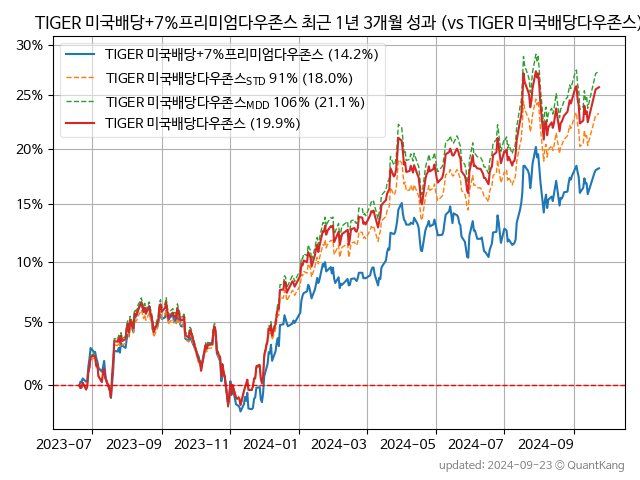 TIGER 미국배당+7%프리미엄다우존스 최근 1년 3개월 성과 (vs TIGER 미국배당다우존스)
30%
25%
20%
15%
10%
5%
0%
TIGER 미국배당+7%프리미엄다우존스 (14.2%)
TIGER 미국배당다우존스STD 91% (18.0%)
TIGER 미국배당다우존스MDD 106% (21.1%)
TIGER 미국배당다우존스 (19.9%)
2023-07 2023-09 2023-11 2024-01 2024-03 2024-05 2024-07 2024-09
updated: 2024-09-23 ⓒ QuantKang